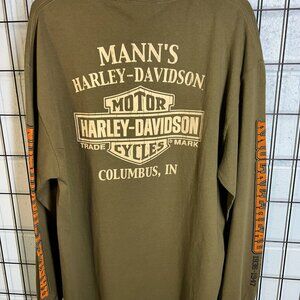 MANN'S
HARLEY-DAVIDSON
MOTOR
HARLEY-DAVIDSON
TRADE MARK
CYCLES
COLUMBUS, IN